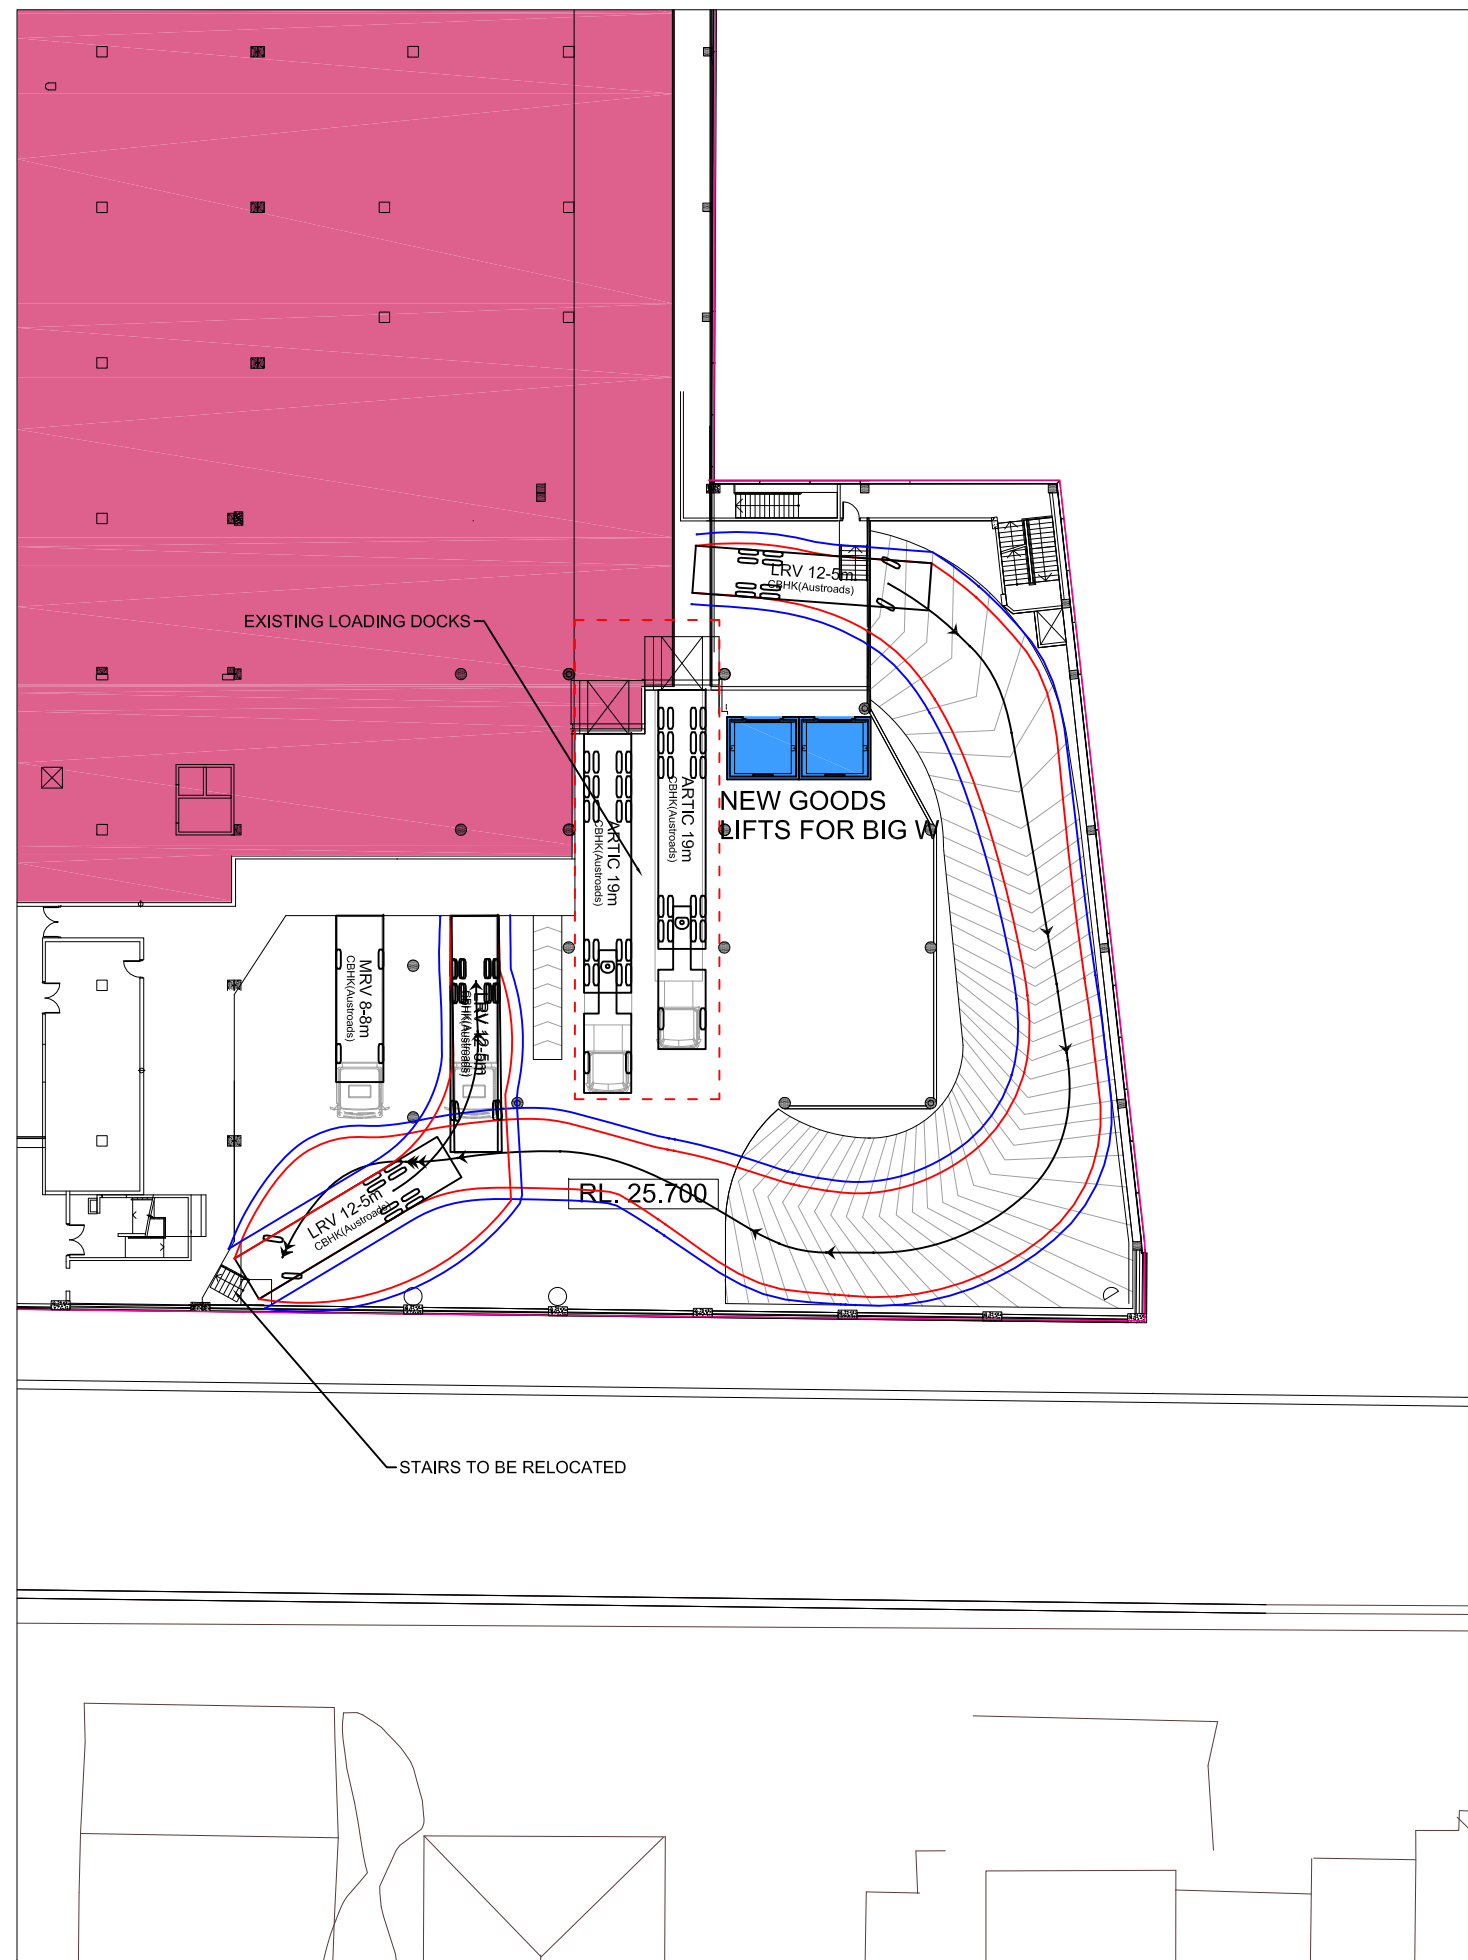 LRV 12-5m
CBHK(Austroads)
EXISTING LOADING DOCKS
ARTIC 19m
CBHK(Austroads)
ARTIC 19m
CBHK(Austroads)
NEW GOODS
LIFTS FOR BIG W
MRV 8-8m
CBHK(Austroads)
LRV 12-5m
CBHK(Austroads)
RL. 25.700
LRV 12-5m
CBHK(Austroads)
STAIRS TO BE RELOCATED